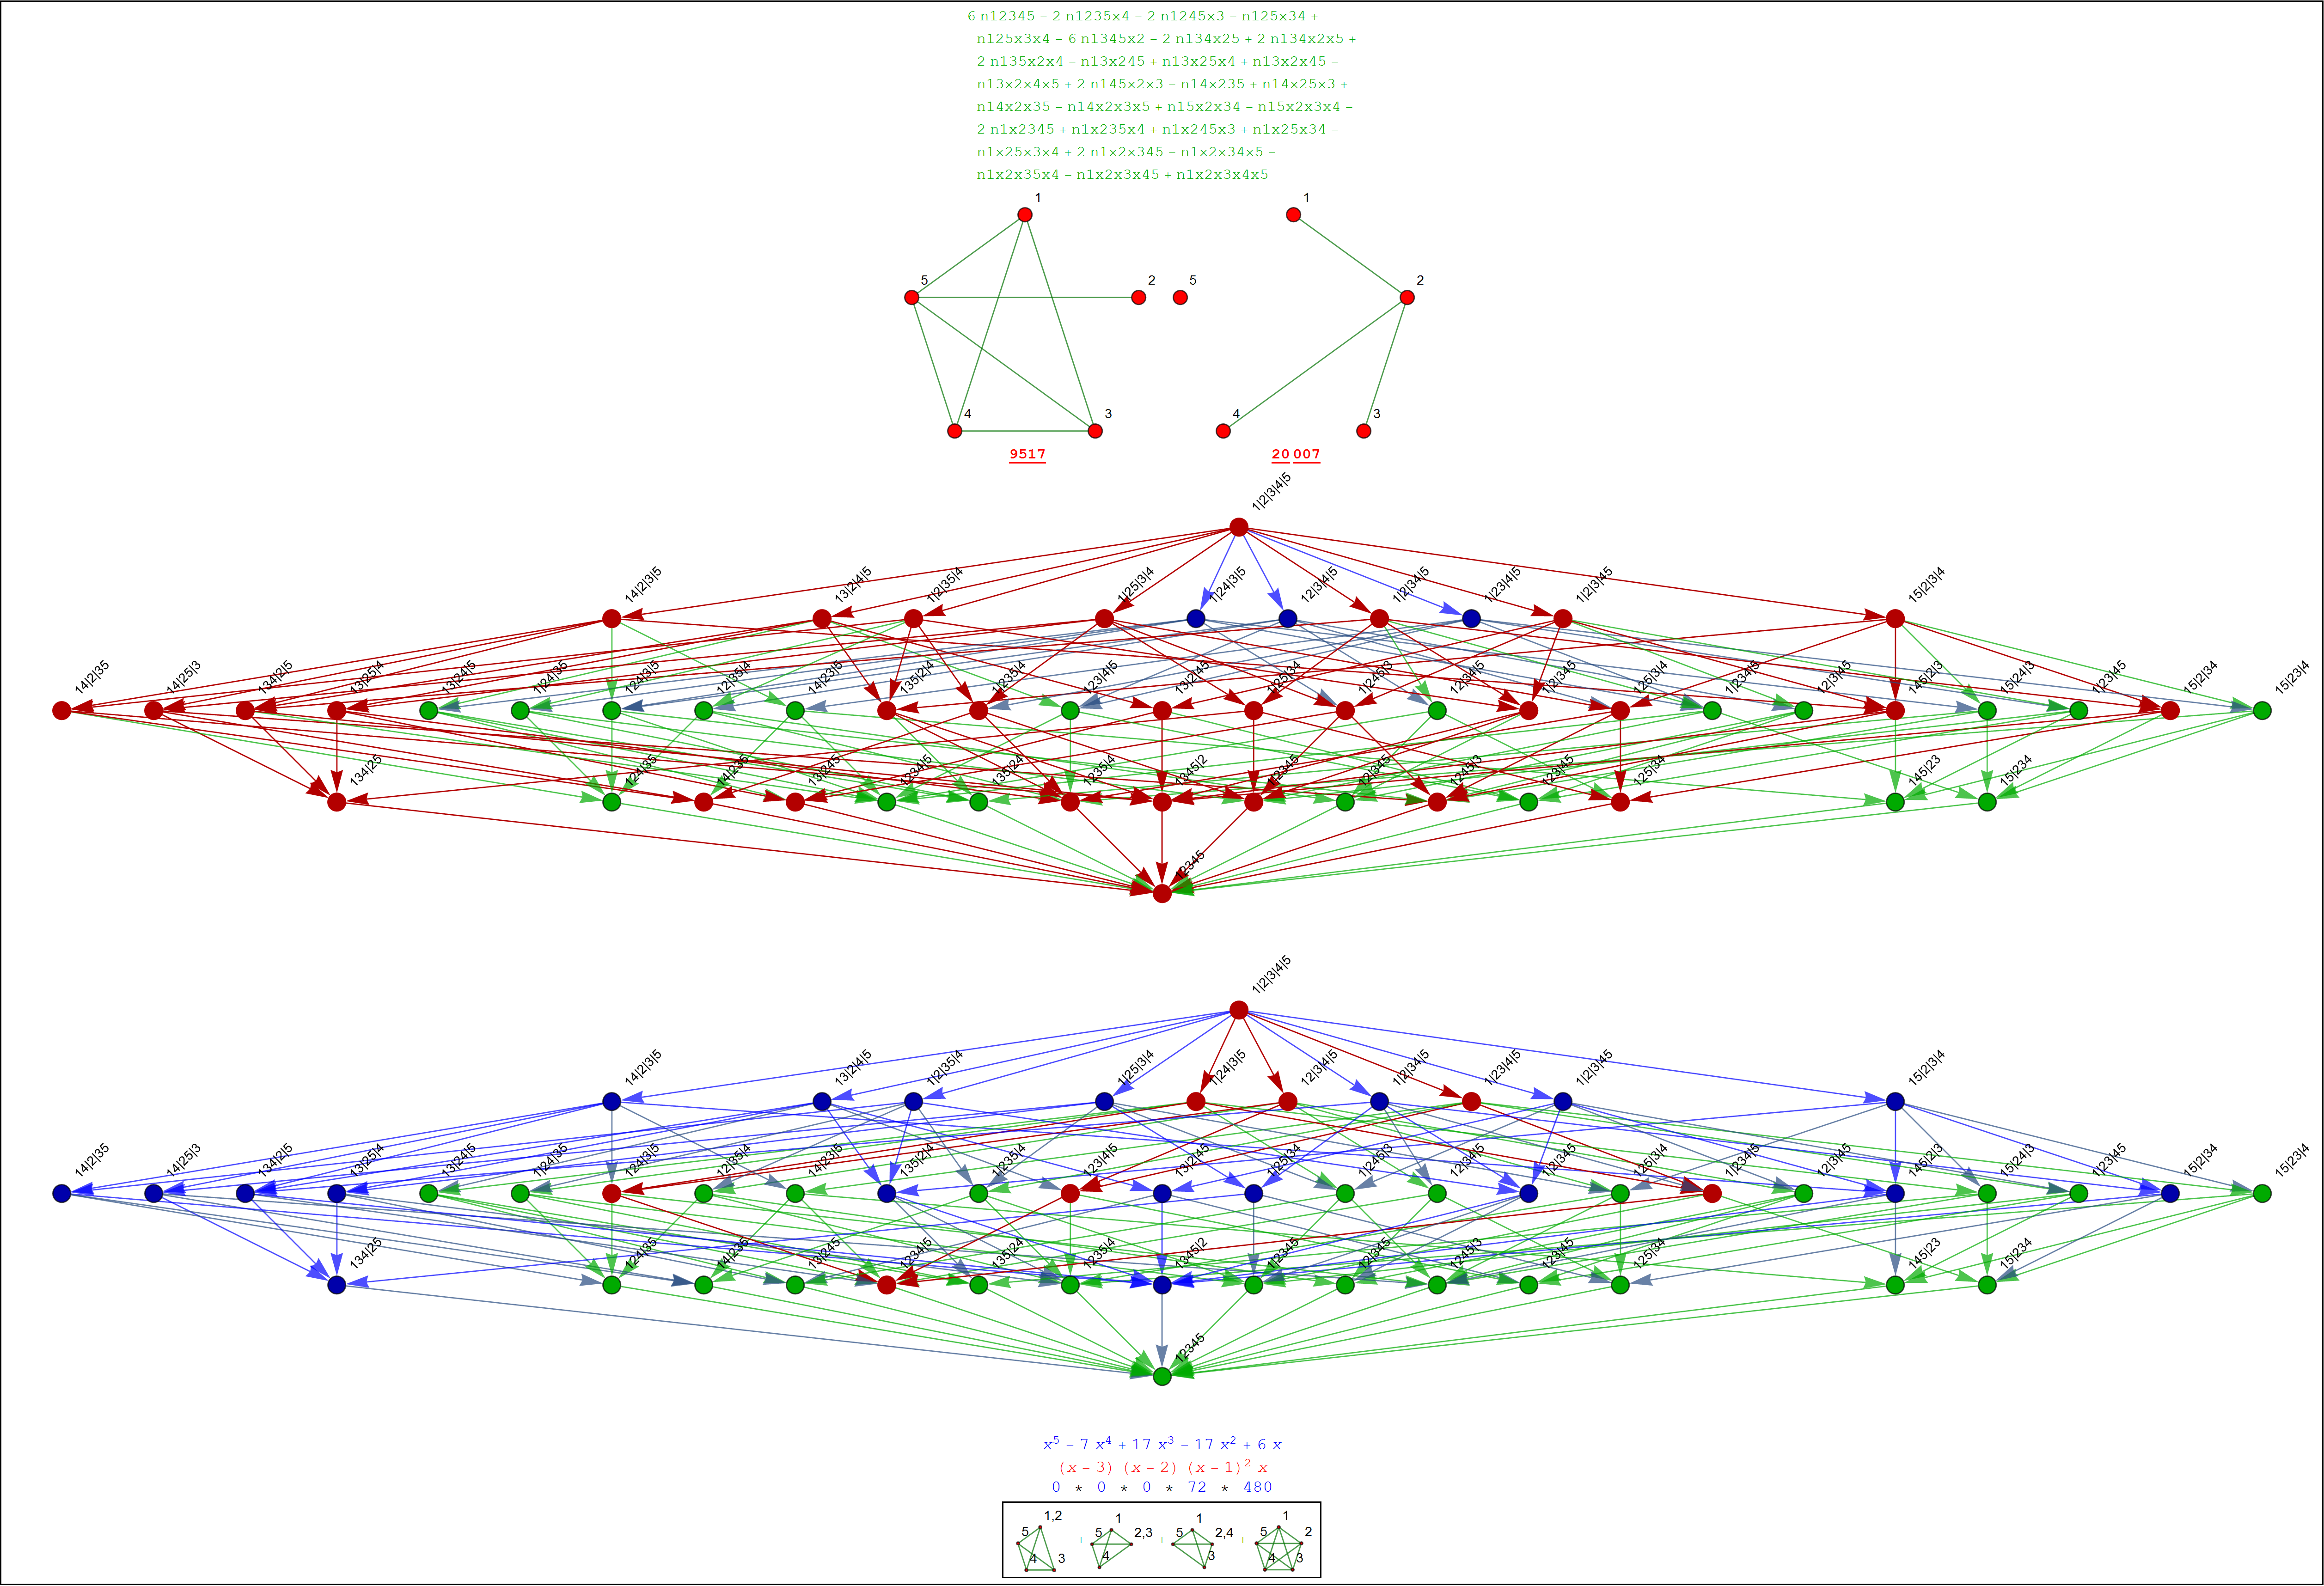 6 n12345 – 2 n1235x4 – 2 n1245x3 – n125x34 +
n125x3x4 – 6 n1345x2 – 2 n134x25 + 2 n134x2x5 +
2 n135x2x4 – n13x245 + n13x25x4 + n13x2x45 –
n13x2x4x5 + 2 n145x2x3 – n14x235 + n14x25x3 +
n14x2x35 – n14x2x3x5 + n15x2x34 – n15x2x3x4 –
2 n1x2345 + n1x235x4 + n1x245x3 + n1x25x34 –
n1x25x3x4 + 2 n1x2x345 – n1x2x34x5 –
n1x2x35x4 – n1x2x3x45 + n1x2x3x4x5
1 1
5 2 5 2
4 3 4 3
9517 20 007
1|2|3|4|5
14|2|3|5 13|2|4|5 1|2|35|4 1|25|3|4 1|24|3|5 12|3|4|5 1|2|34|5 1|23|4|5 1|2|3|45 15|2|3|4
14|2|35 14|25|3 134|2|5 13|25|4 13|24|5 1|24|35 124|3|5 12|35|4 14|23|5 135|2|4 1|235|4 123|4|5 13|2|45 1|25|34 1|245|3 12|34|5 1|2|345 125|3|4 1|234|5 12|3|45 145|2|3 15|24|3 1|23|45 15|2|34 15|23|4
134|25 124|35 14|235 13|245 1234|5 135|24 1235|4 1345|2 1|2345 12|345 1245|3 123|45 125|34 145|23 15|234
12345
1|2|3|4|5
14|2|3|5 13|2|4|5 1|2|35|4 1|25|3|4 1|24|3|5 12|3|4|5 1|2|34|5 1|23|4|5 1|2|3|45 15|2|3|4
14|2|35 14|25|3 134|2|5 13|25|4 13|24|5 1|24|35 124|3|5 12|35|4 14|23|5 135|2|4 1|235|4 123|4|5 13|2|45 1|25|34 1|245|3 12|34|5 1|2|345 125|3|4 1|234|5 12|3|45 145|2|3 15|24|3 1|23|45 15|2|34 15|23|4
134|25 124|35 14|235 13|245 1234|5 135|24 1235|4 1345|2 1|2345 12|345 1245|3 123|45 125|34 145|23 15|234
12345
x⁵ – 7 x⁴ + 17 x³ – 17 x² + 6 x
(x – 3) (x – 2) (x – 1)² x
0 * 0 * 0 * 72 * 480
1,2 1 1 1
5 + 5 2,3 + 5 2,4 + 5 2
4 3 4 3 4 3